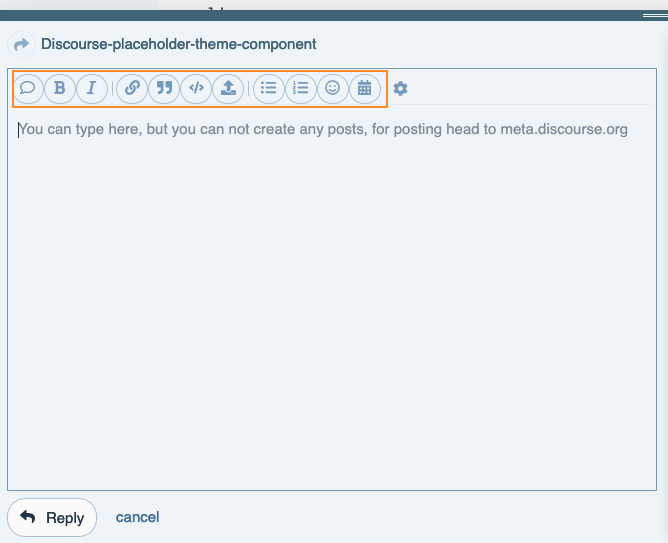 Discourse-placeholder-theme-component
B I
You can type here, but you can not create any posts, for posting head to meta.discourse.org
Reply cancel